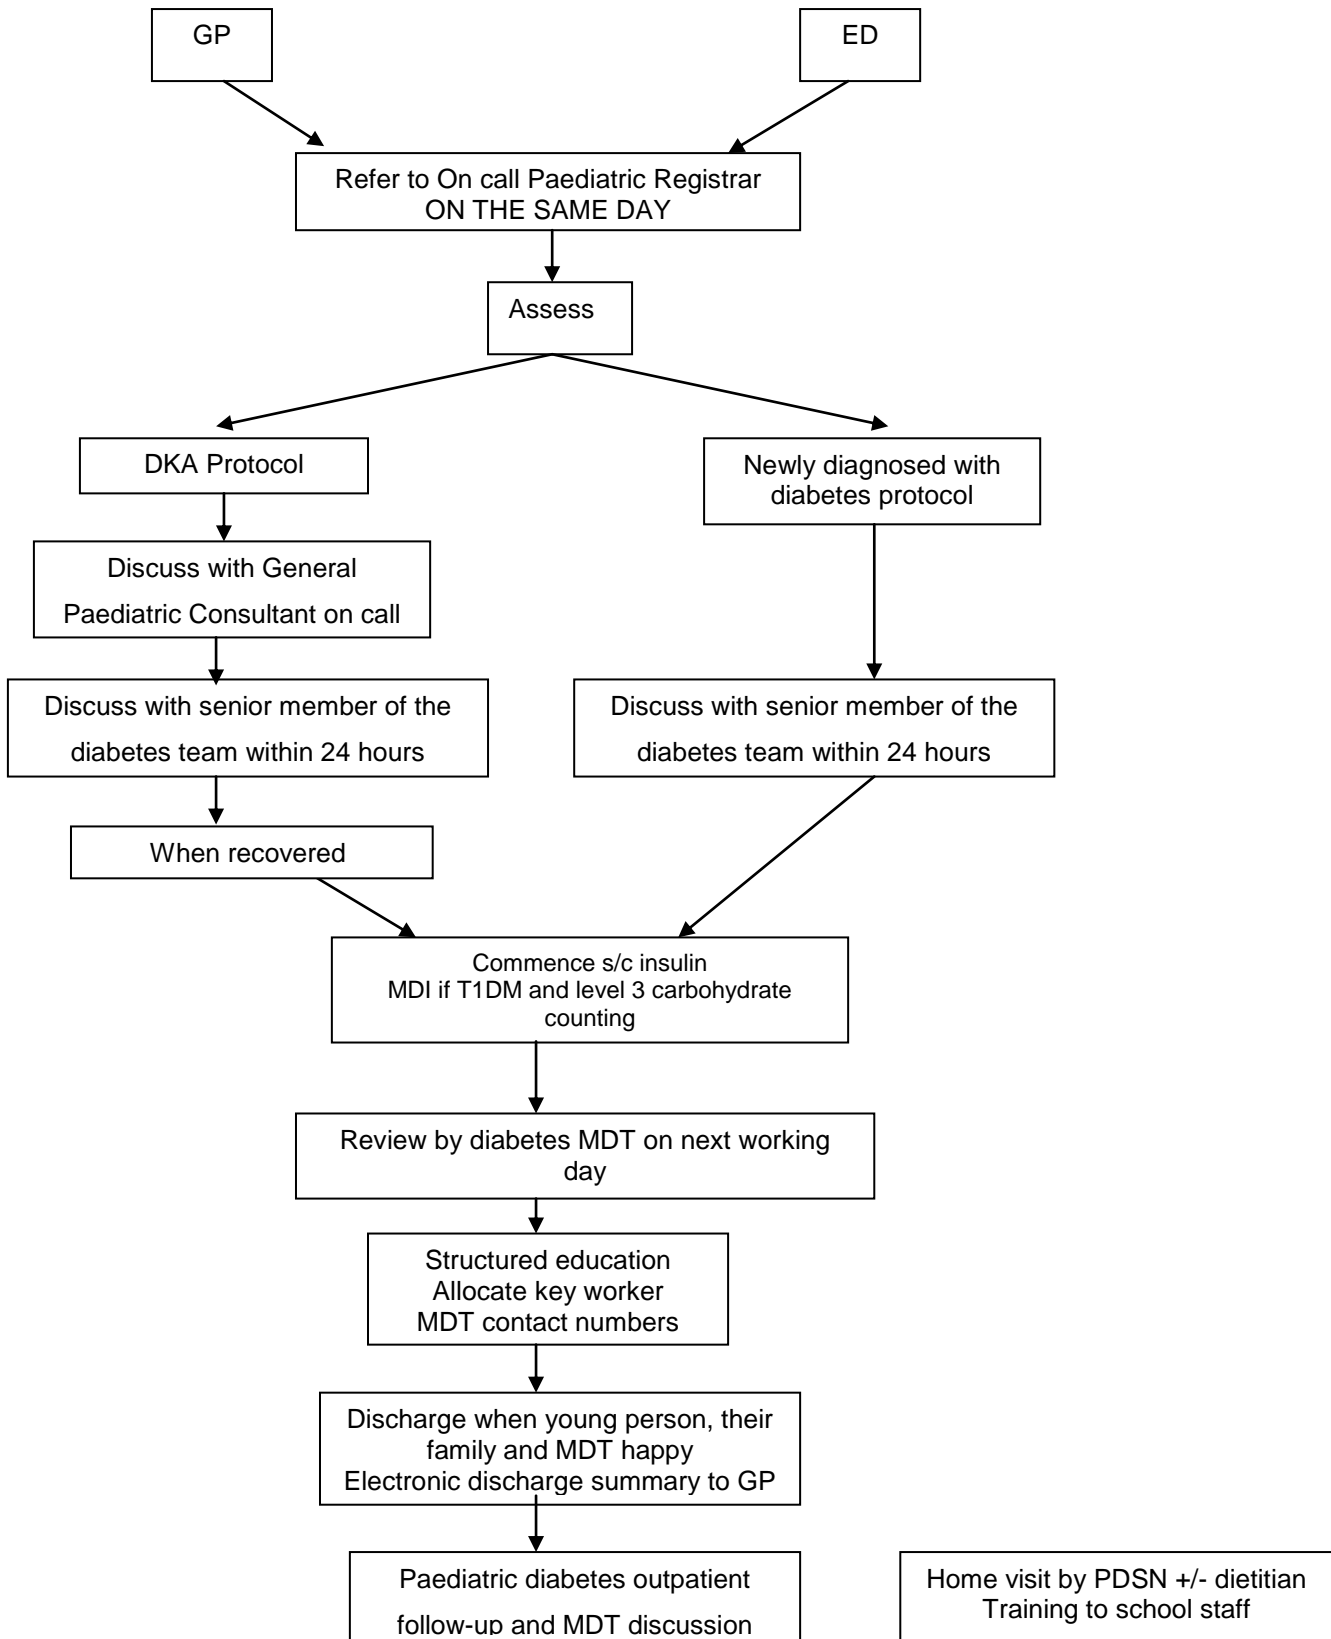 GP
ED
Refer to On call Paediatric Registrar
ON THE SAME DAY
Assess
DKA Protocol
Newly diagnosed with
diabetes protocol
Discuss with General
Paediatric Consultant on call
Discuss with senior member of the
diabetes team within 24 hours
Discuss with senior member of the
diabetes team within 24 hours
When recovered
Commence s/c insulin
MDI if T1DM and level 3 carbohydrate
counting
Review by diabetes MDT on next working
day
Structured education
Allocate key worker
MDT contact numbers
Discharge when young person, their
family and MDT happy
Electronic discharge summary to GP
Paediatric diabetes outpatient
follow-up and MDT discussion
Home visit by PDSN +/- dietitian
Training to school staff